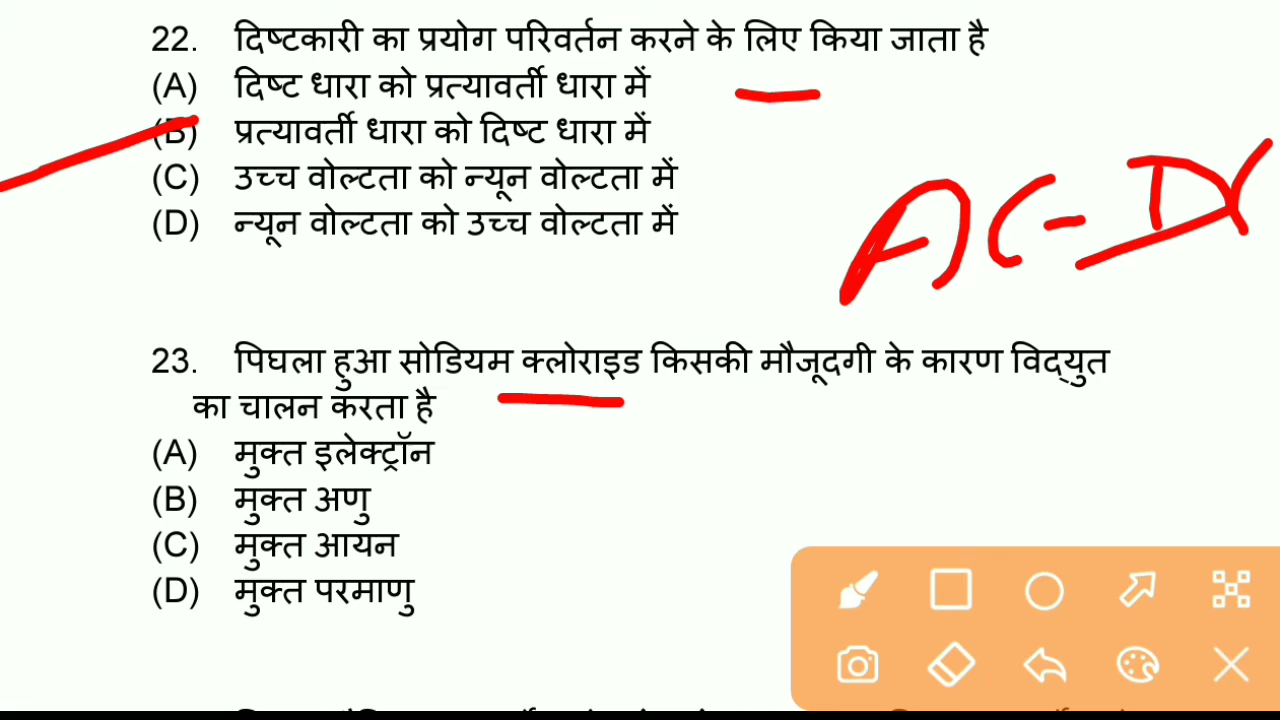 22. दिष्टकारी का प्रयोग परिवर्तन करने के लिए किया जाता है
(A) दिष्ट धारा को प्रत्यावर्ती धारा में
(B) प्रत्यावर्ती धारा को दिष्ट धारा में
(C) उच्च वोल्टता को न्यून वोल्टता में
(D) न्यून वोल्टता को उच्च वोल्टता में
AC-DC
23. पिघला हुआ सोडियम क्लोराइड किसकी मौजूदगी के कारण विद्युत
का चालन करता है
(A) मुक्त इलेक्ट्रॉन
(B) मुक्त अणु
(C) मुक्त आयन
(D) मुक्त परमाणु